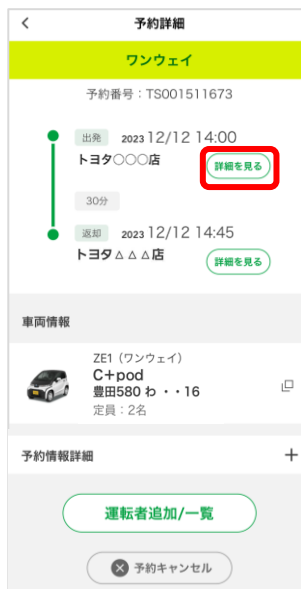 予約詳細
ワンウェイ
予約番号：TS001511673
出発 2023 12/12 14:00
トヨタ〇〇〇店
詳細を見る
30分
返却 2023 12/12 14:45
トヨタ△△△店
詳細を見る
車両情報
ZE1（ワンウェイ）
C+pod
豊田580 わ ・・16
定員：2名
予約情報詳細
運転者追加/一覧
予約キャンセル